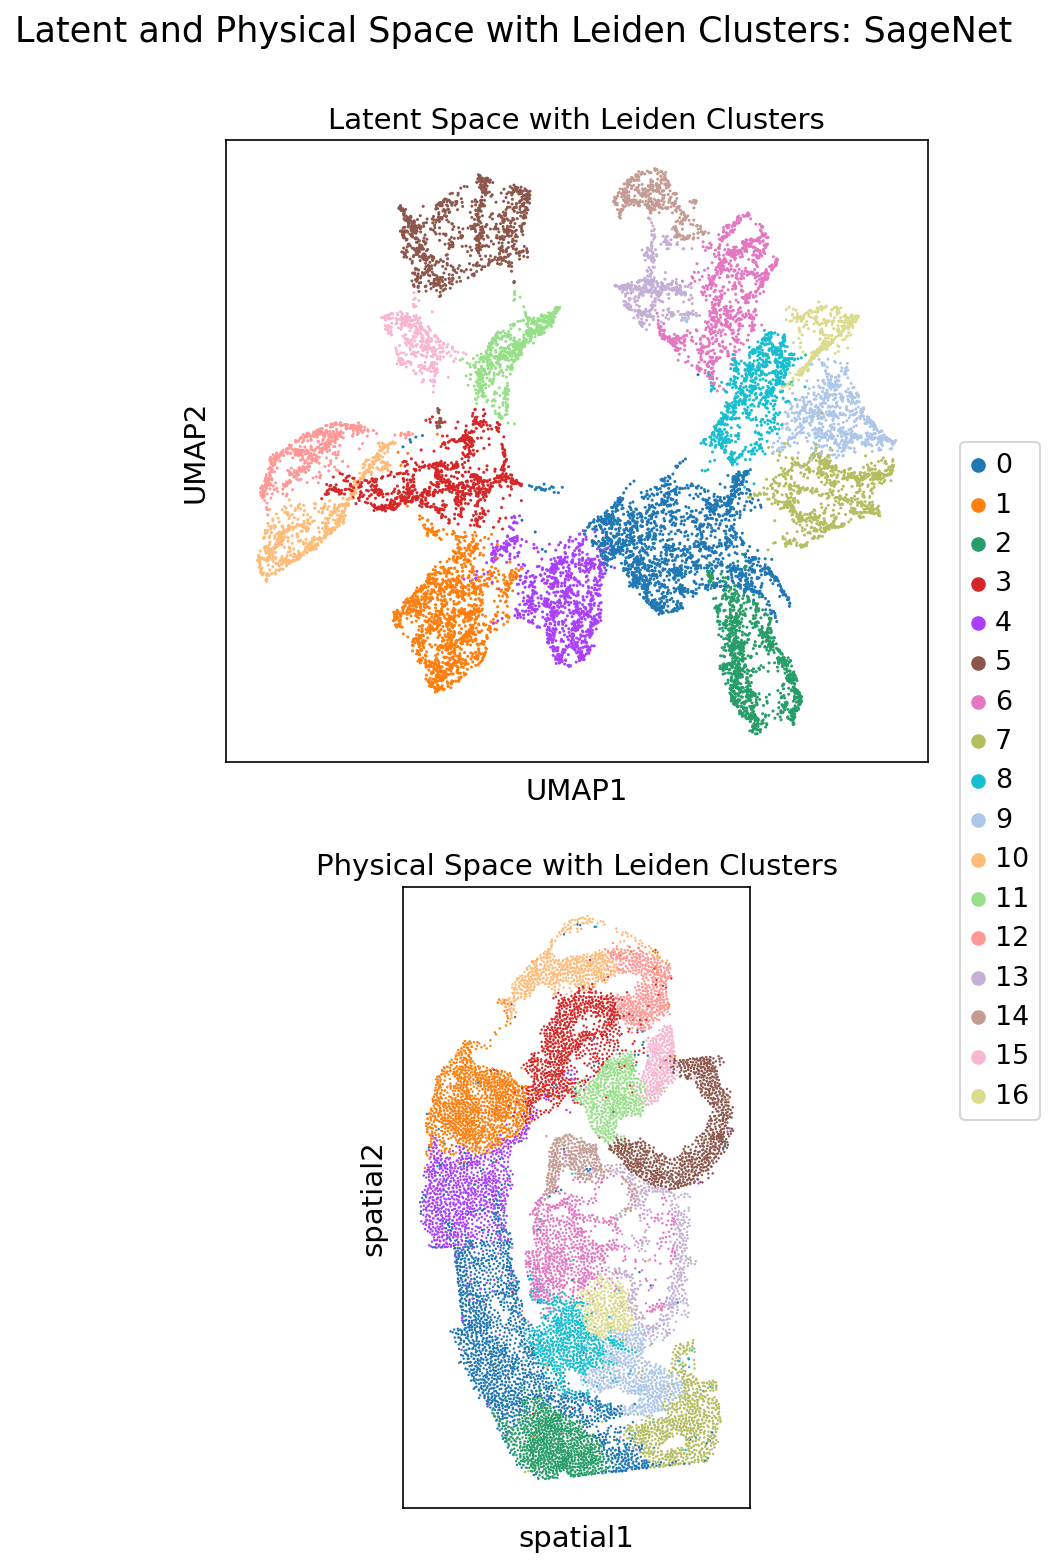 Latent and Physical Space with Leiden Clusters: SageNet
Latent Space with Leiden Clusters
UMAP2
UMAP1
0
1
2
3
4
5
6
7
8
9
10
11
12
13
14
15
16
Physical Space with Leiden Clusters
spatial2
spatial1